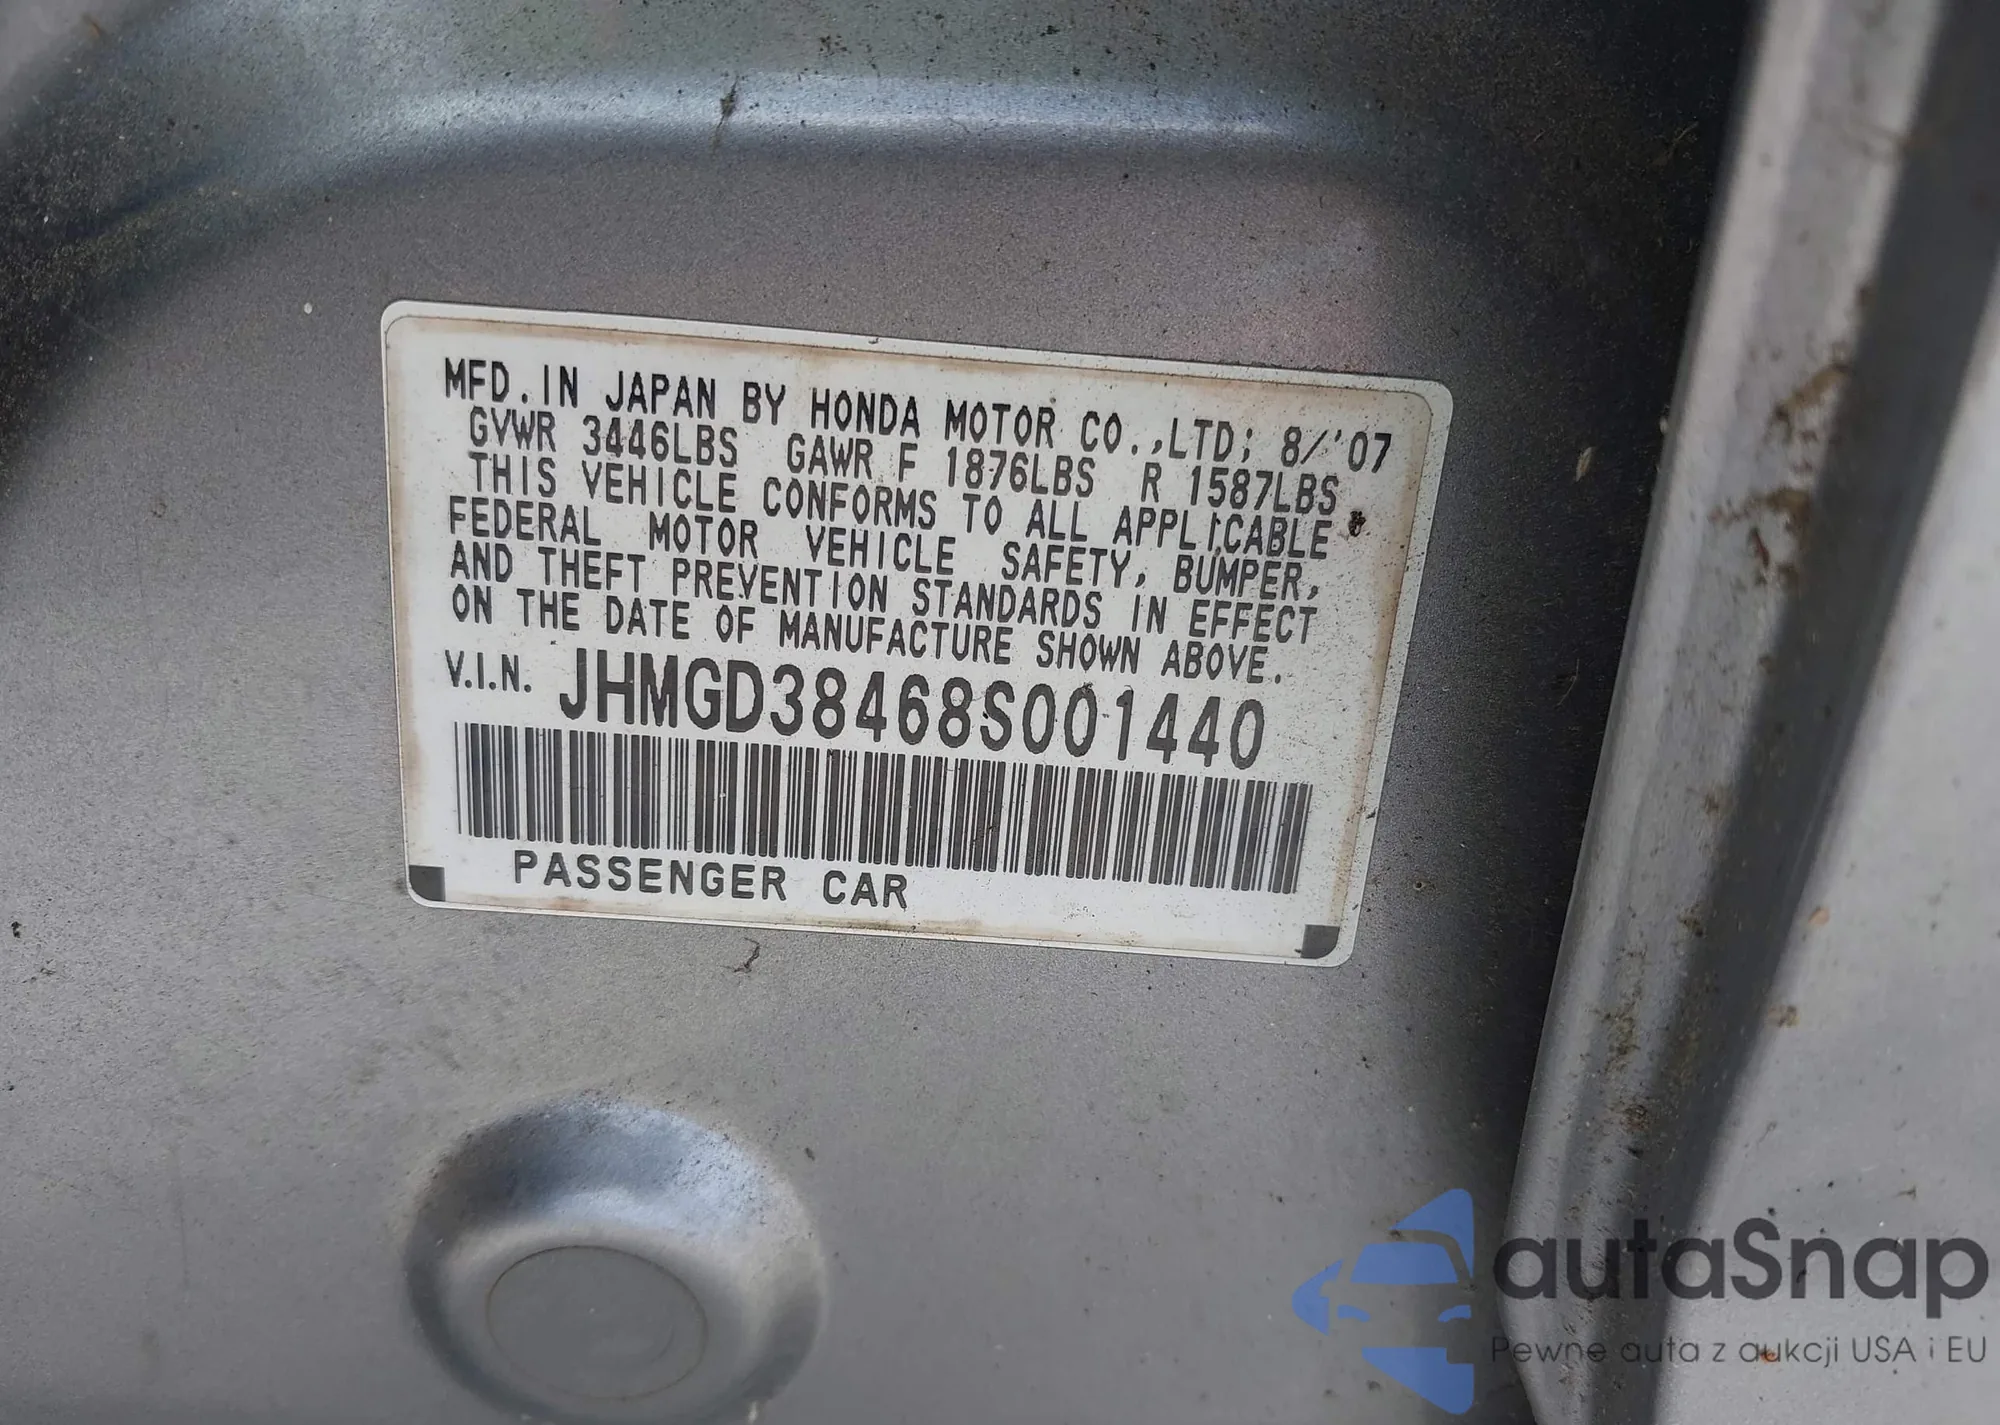 MFD. IN JAPAN BY HONDA MOTOR CO.,LTD; 8/'07
GVWR 3446LBS GAWR F 1876LBS R 1587LBS
THIS VEHICLE CONFORMS TO ALL APPLICABLE
FEDERAL MOTOR VEHICLE SAFETY, BUMPER,
AND THEFT PREVENTION STANDARDS IN EFFECT
ON THE DATE OF MANUFACTURE SHOWN ABOVE.
V.I.N. JHMGD38468S001440
PASSENGER CAR
autaSnap
Pewne auta z aukcji USA i EU